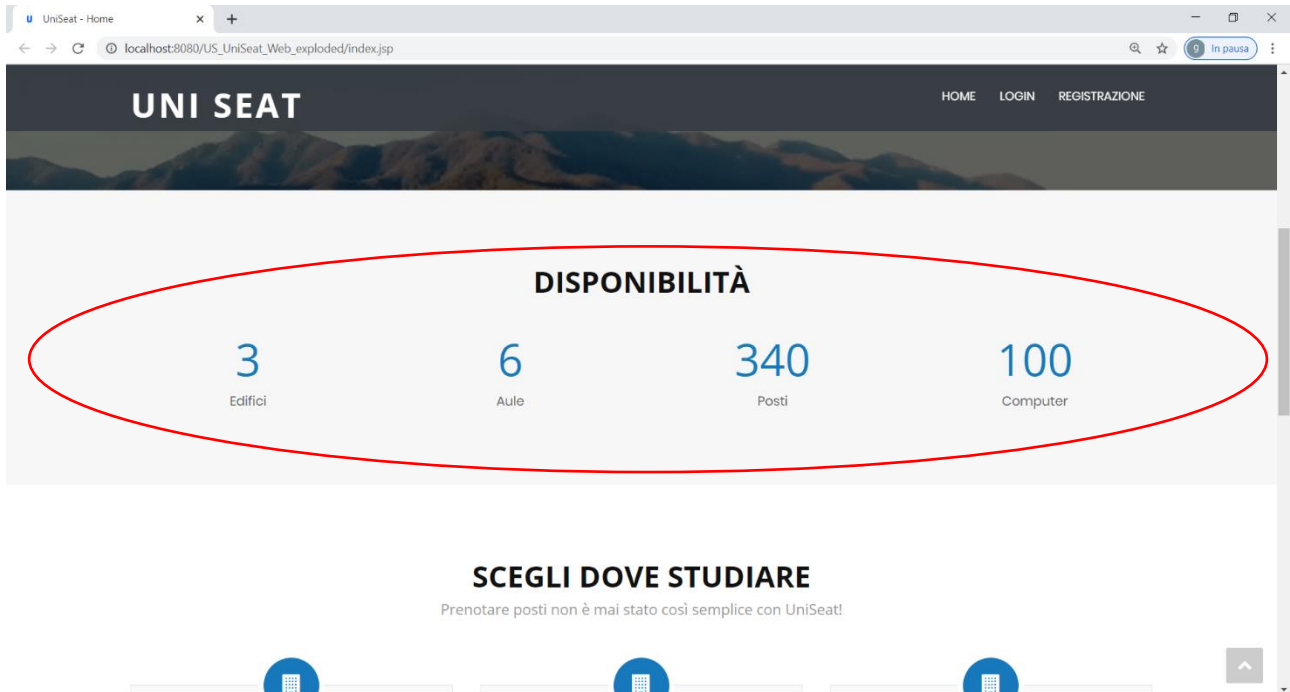 U UniSeat - Home
localhost:8080/US_UniSeat_Web_exploded/index.jsp
g In pausa
UNI SEAT
HOME LOGIN REGISTRAZIONE
DISPONIBILITÀ
3 6 340 100
Edifici Aule Posti Computer
SCEGLI DOVE STUDIARE
Prenotare posti non è mai stato così semplice con UniSeat!